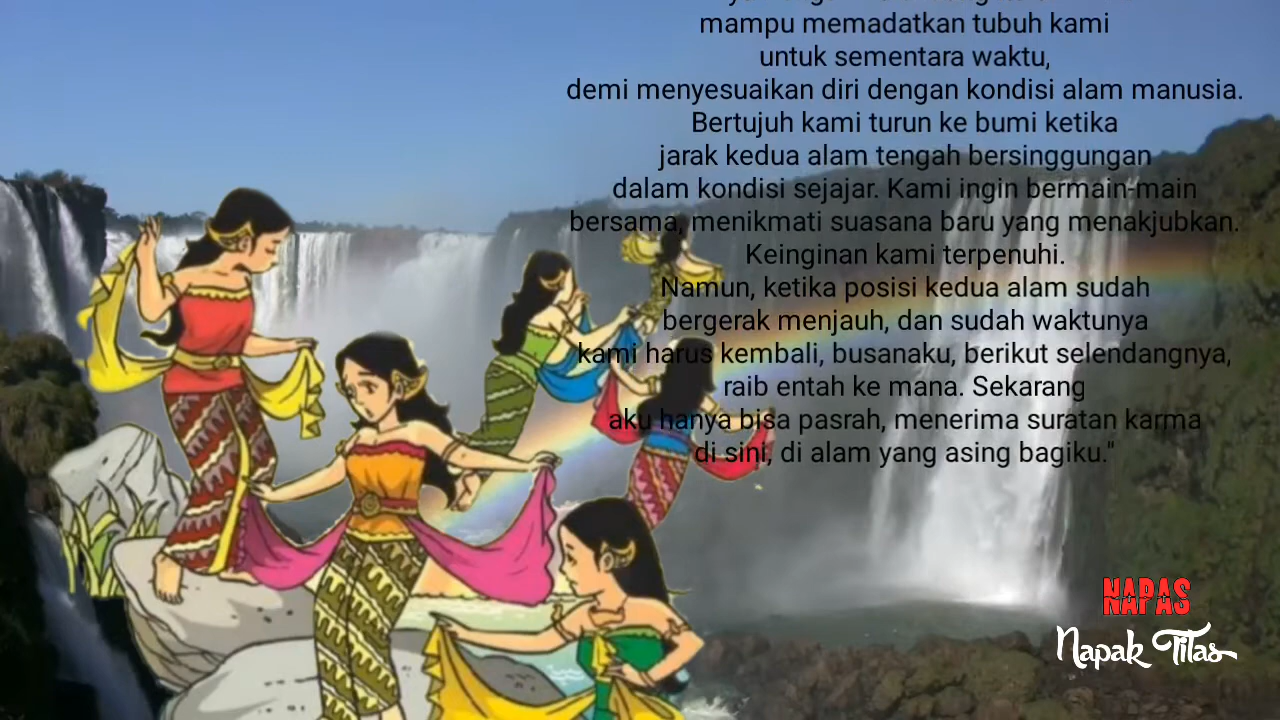 mampu memadatkan tubuh kami
untuk sementara waktu,
demi menyesuaikan diri dengan kondisi alam manusia.
Bertujuh kami turun ke bumi ketika
jarak kedua alam tengah bersinggungan
dalam kondisi sejajar. Kami ingin bermain-main
bersama, menikmati suasana baru yang menakjubkan.
Keinginan kami terpenuhi.
Namun, ketika posisi kedua alam sudah
bergerak menjauh, dan sudah waktunya
kami harus kembali, busanaku, berikut selendangnya,
raib entah ke mana. Sekarang
aku hanya bisa pasrah, menerima suratan karma
di sini, di alam yang asing bagiku."
NAPAS
Napak Tilas